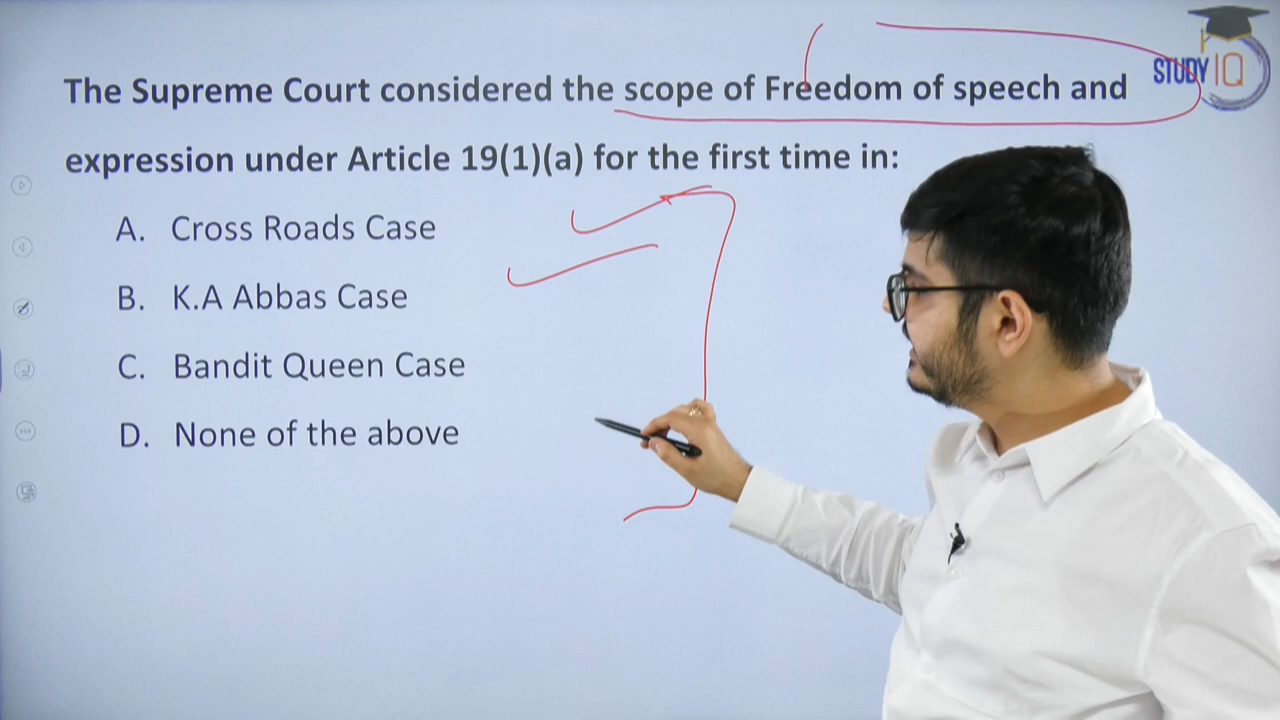 The Supreme Court considered the scope of Freedom of speech and
STUDY IQ
expression under Article 19(1)(a) for the first time in:
A. Cross Roads Case
B. K.A Abbas Case
C. Bandit Queen Case
D. None of the above